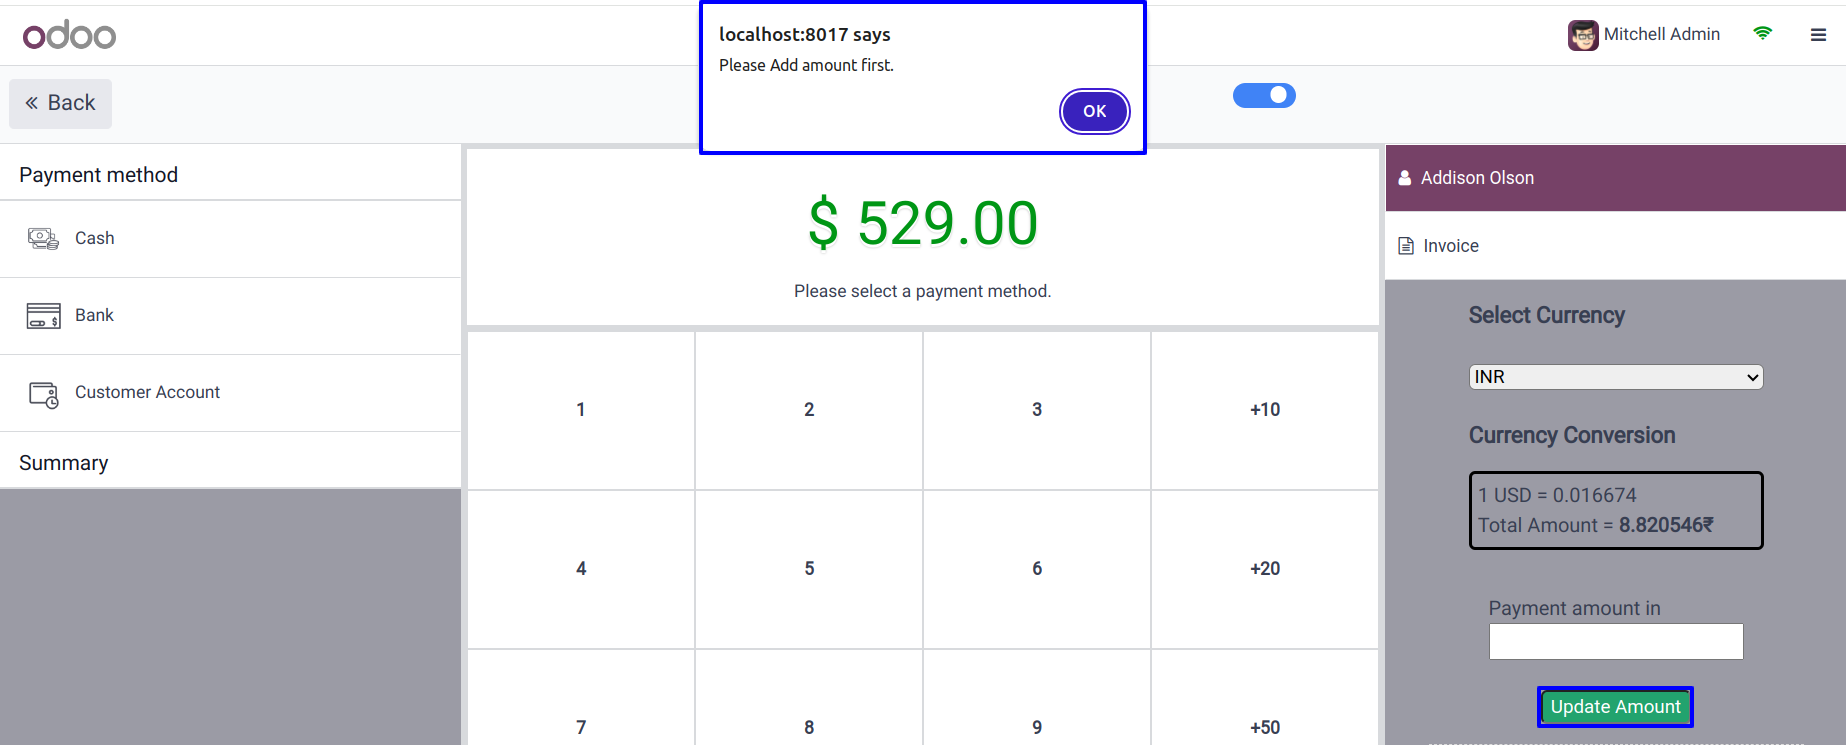 odoo
localhost:8017 says
Please Add amount first.
OK
Mitchell Admin
Back
Payment method
Cash
Bank
Customer Account
Summary
$ 529.00
Please select a payment method.
1 2 3 +10
4 5 6 +20
7 8 9 +50
Addison Olson
Invoice
Select Currency
INR
Currency Conversion
1 USD = 0.016674
Total Amount = 8.820546₹
Payment amount in
Update Amount